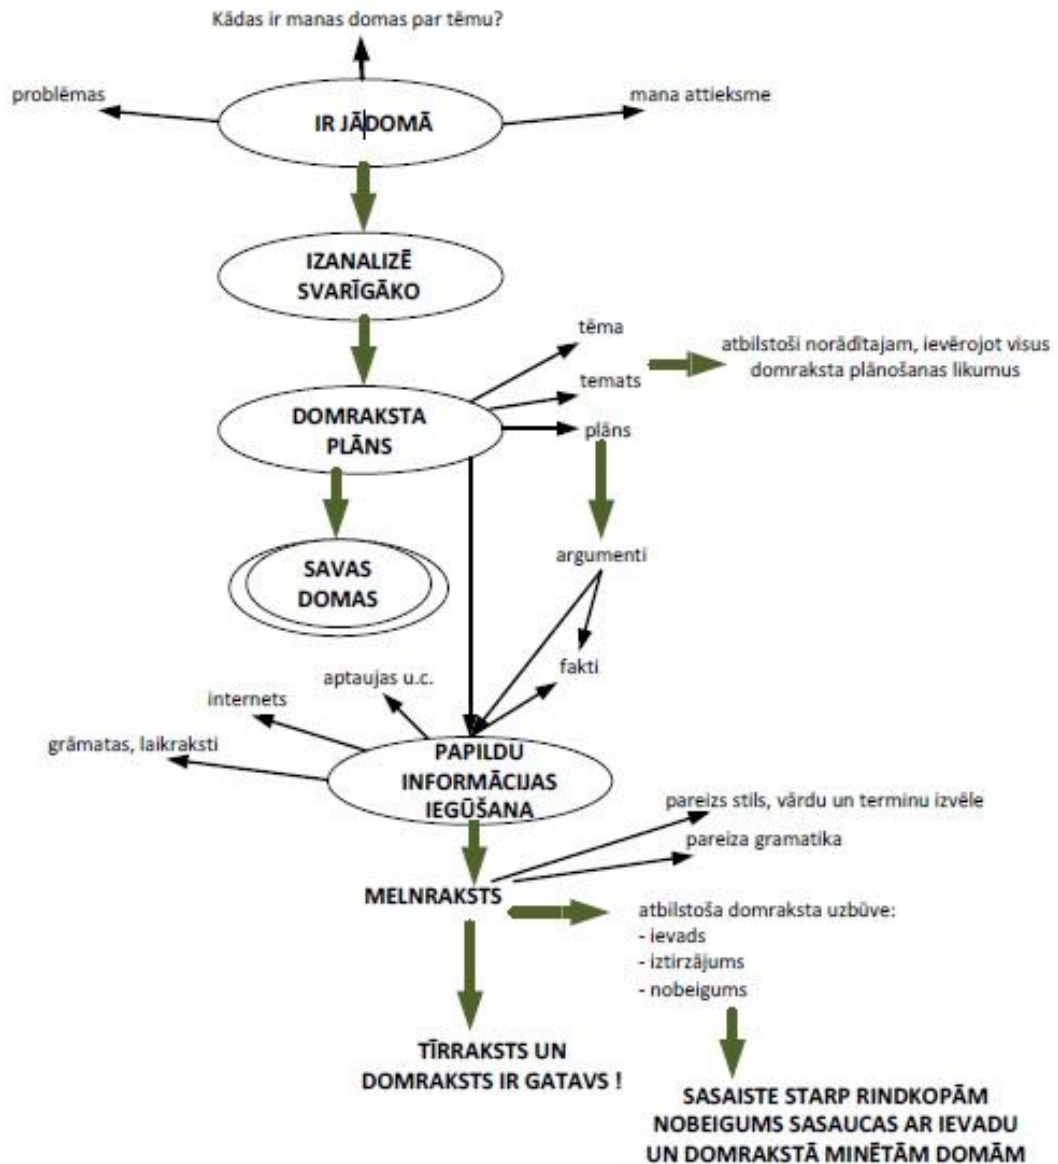 Kādas ir manas domas par tēmu?
problēmas
mana attieksme
IR JĀDOMĀ
IZANALIZĒ
SVARĪGĀKO
tēma
atbilstoši norādītajam, ievērojot visus
domraksta plānošanas likumus
temats
DOMRAKSTA
PLĀNS
plāns
argumenti
SAVAS
DOMAS
fakti
aptaujas u.c.
internets
grāmatas, laikraksti
PAPILDU
INFORMĀCIJAS
IEGŪŠANA
pareizs stils, vārdu un terminu izvēle
pareiza gramatika
MELNRAKSTS
atbilstoša domraksta uzbūve:
- ievads
- iztirzājums
- nobeigums
TĪRRAKSTS UN
DOMRAKSTS IR GATAVS !
SASAISTE STARP RINDKOPĀM
NOBEIGUMS SASAUCAS AR IEVADU
UN DOMRAKSTĀ MINĒTĀM DOMĀM